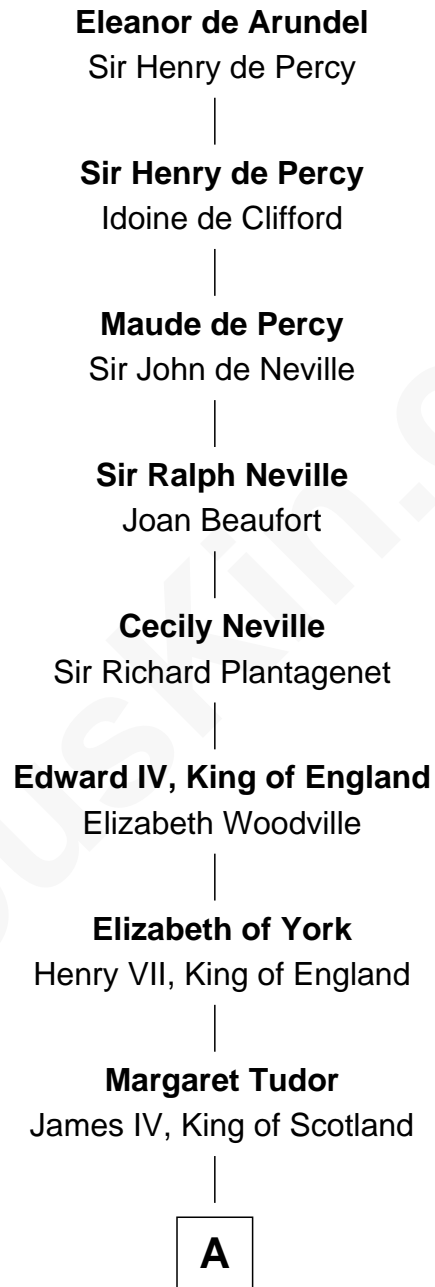 Eleanor de Arundel
Sir Henry de Percy
Sir Henry de Percy
Idoine de Clifford
Maude de Percy
Sir John de Neville
Sir Ralph Neville
Joan Beaufort
Cecily Neville
Sir Richard Plantagenet
Edward IV, King of England
Elizabeth Woodville
Elizabeth of York
Henry VII, King of England
Margaret Tudor
James IV, King of Scotland
A